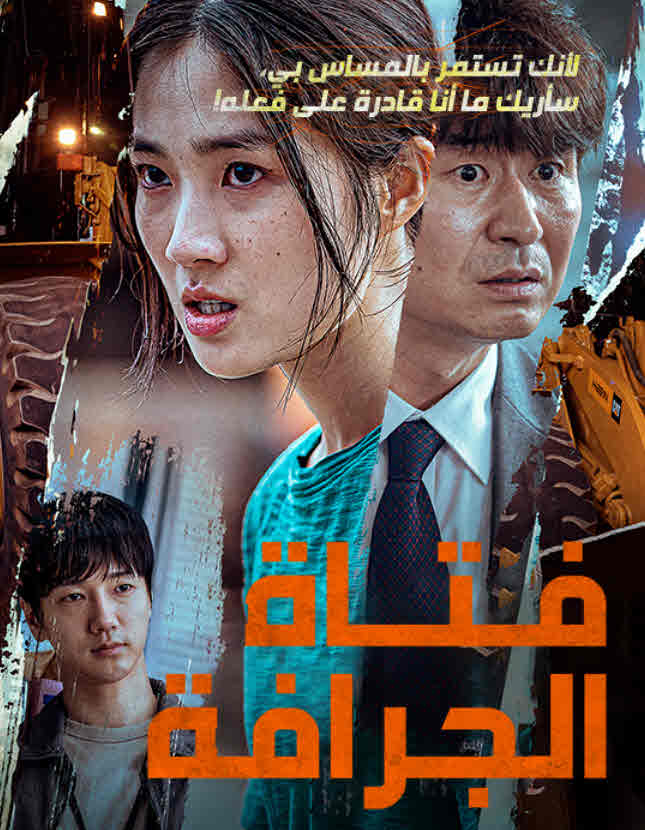 لأنك تستمر بالمساس بي،
سأريك ما أنا قادرة على فعله!
فتاة
الجرافة